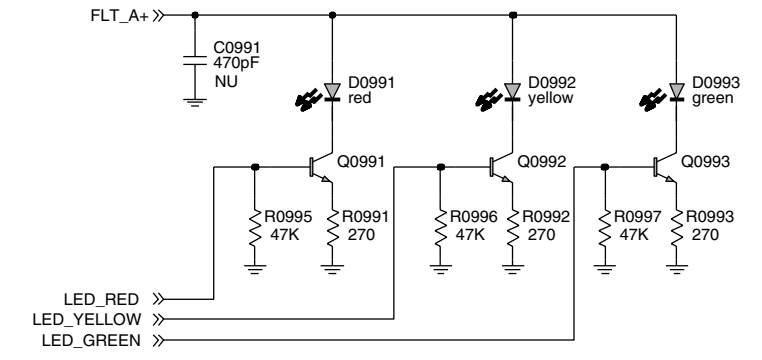 FLT_A+
C0991
470pF
NU
D0991
red
D0992
yellow
D0993
green
Q0991
Q0992
Q0993
R0995
47K
R0991
270
R0996
47K
R0992
270
R0997
47K
R0993
270
LED_RED
LED_YELLOW
LED_GREEN